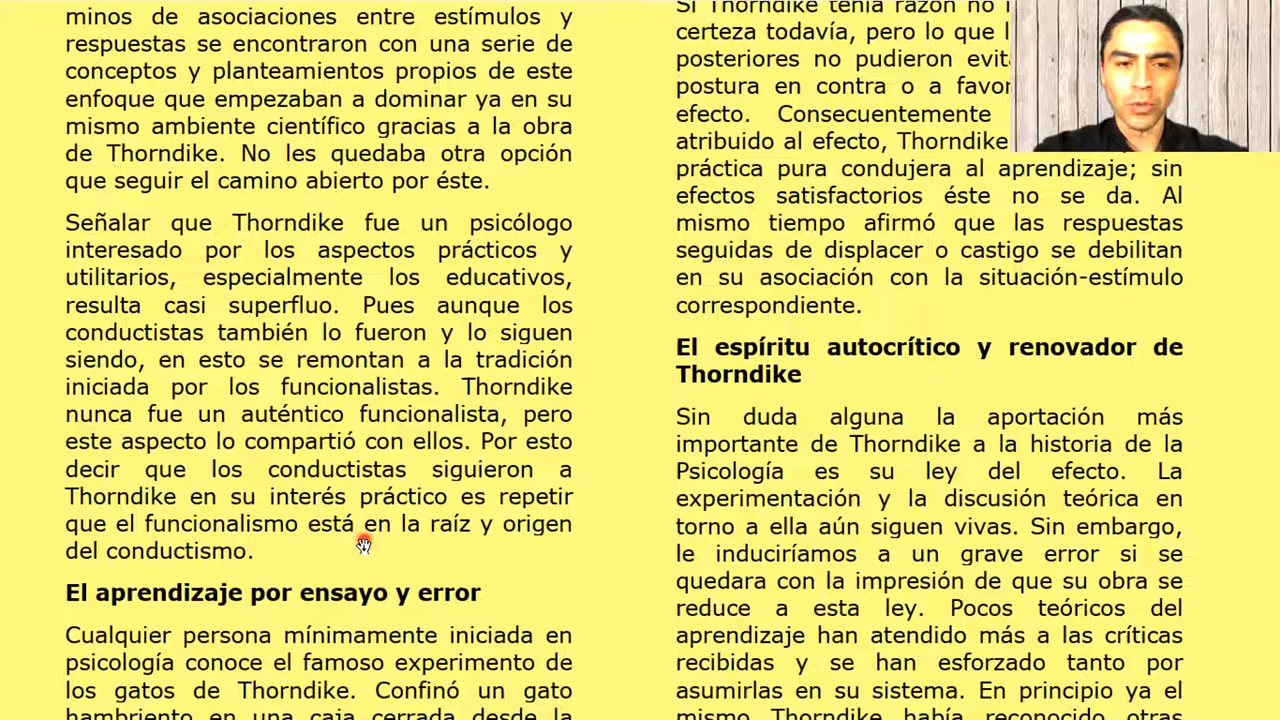 minos de asociaciones entre estímulos y
respuestas se encontraron con una serie de
conceptos y planteamientos propios de este
enfoque que empezaban a dominar ya en su
mismo ambiente científico gracias a la obra
de Thorndike. No les quedaba otra opción
que seguir el camino abierto por éste.
Señalar que Thorndike fue un psicólogo
interesado por los aspectos prácticos y
utilitarios, especialmente los educativos,
resulta casi superfluo. Pues aunque los
conductistas también lo fueron y lo siguen
siendo, en esto se remontan a la tradición
iniciada por los funcionalistas. Thorndike
nunca fue un auténtico funcionalista, pero
este aspecto lo compartió con ellos. Por esto
decir que los conductistas siguieron a
Thorndike en su interés práctico es repetir
que el funcionalismo está en la raíz y origen
del conductismo.
El aprendizaje por ensayo y error
Cualquier persona mínimamente iniciada en
psicología conoce el famoso experimento de
los gatos de Thorndike. Confinó un gato
hambriento en una caja cerrada desde la
Si Thorndike tenía razón no
certeza todavía, pero lo que
posteriores no pudieron
postura en contra o a
efecto. Consecuentemente
atribuido al efecto, Thorndike
práctica pura condujera al aprendizaje; sin
efectos satisfactorios éste no se da. Al
mismo tiempo afirmó que las respuestas
seguidas de displacer o castigo se debilitan
en su asociación con la situación-estímulo
correspondiente.
El espíritu autocrítico y renovador de
Thorndike
Sin duda alguna la aportación más
importante de Thorndike a la historia de la
Psicología es su ley del efecto. La
experimentación y la discusión teórica en
torno a ella aún siguen vivas. Sin embargo,
le induciríamos a un grave error si se
quedara con la impresión de que su obra se
reduce a esta ley. Pocos teóricos del
aprendizaje han atendido más a las críticas
recibidas y se han esforzado tanto por
asumirlas en su sistema. En principio ya el
mismo Thorndike había reconocido otras